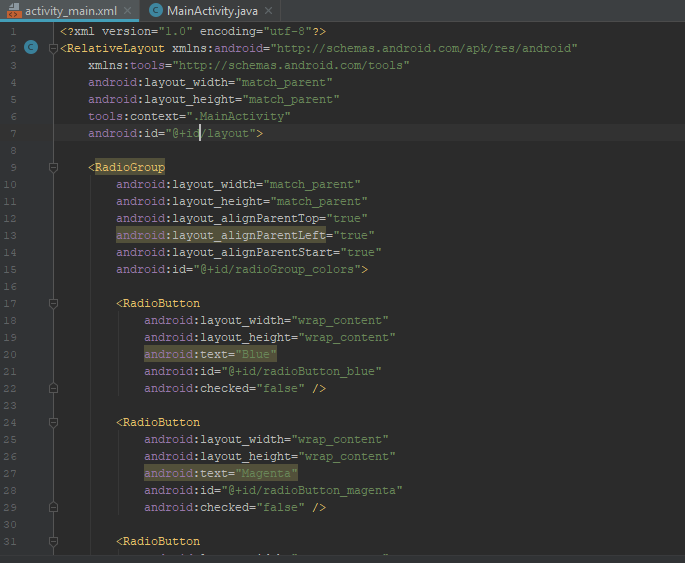 activity_main.xml MainActivity.java
1 <?xml version="1.0" encoding="utf-8"?>
2 <RelativeLayout xmlns:android="http://schemas.android.com/apk/res/android"
3 xmlns:tools="http://schemas.android.com/tools"
4 android:layout_width="match_parent"
5 android:layout_height="match_parent"
6 tools:context=".MainActivity"
7 android:id="@+id/layout">
8
9 <RadioGroup
10 android:layout_width="match_parent"
11 android:layout_height="match_parent"
12 android:layout_alignParentTop="true"
13 android:layout_alignParentLeft="true"
14 android:layout_alignParentStart="true"
15 android:id="@+id/radioGroup_colors">
16
17 <RadioButton
18 android:layout_width="wrap_content"
19 android:layout_height="wrap_content"
20 android:text="Blue"
21 android:id="@+id/radioButton_blue"
22 android:checked="false" />
23
24 <RadioButton
25 android:layout_width="wrap_content"
26 android:layout_height="wrap_content"
27 android:text="Magenta"
28 android:id="@+id/radioButton_magenta"
29 android:checked="false" />
30
31 <RadioButton